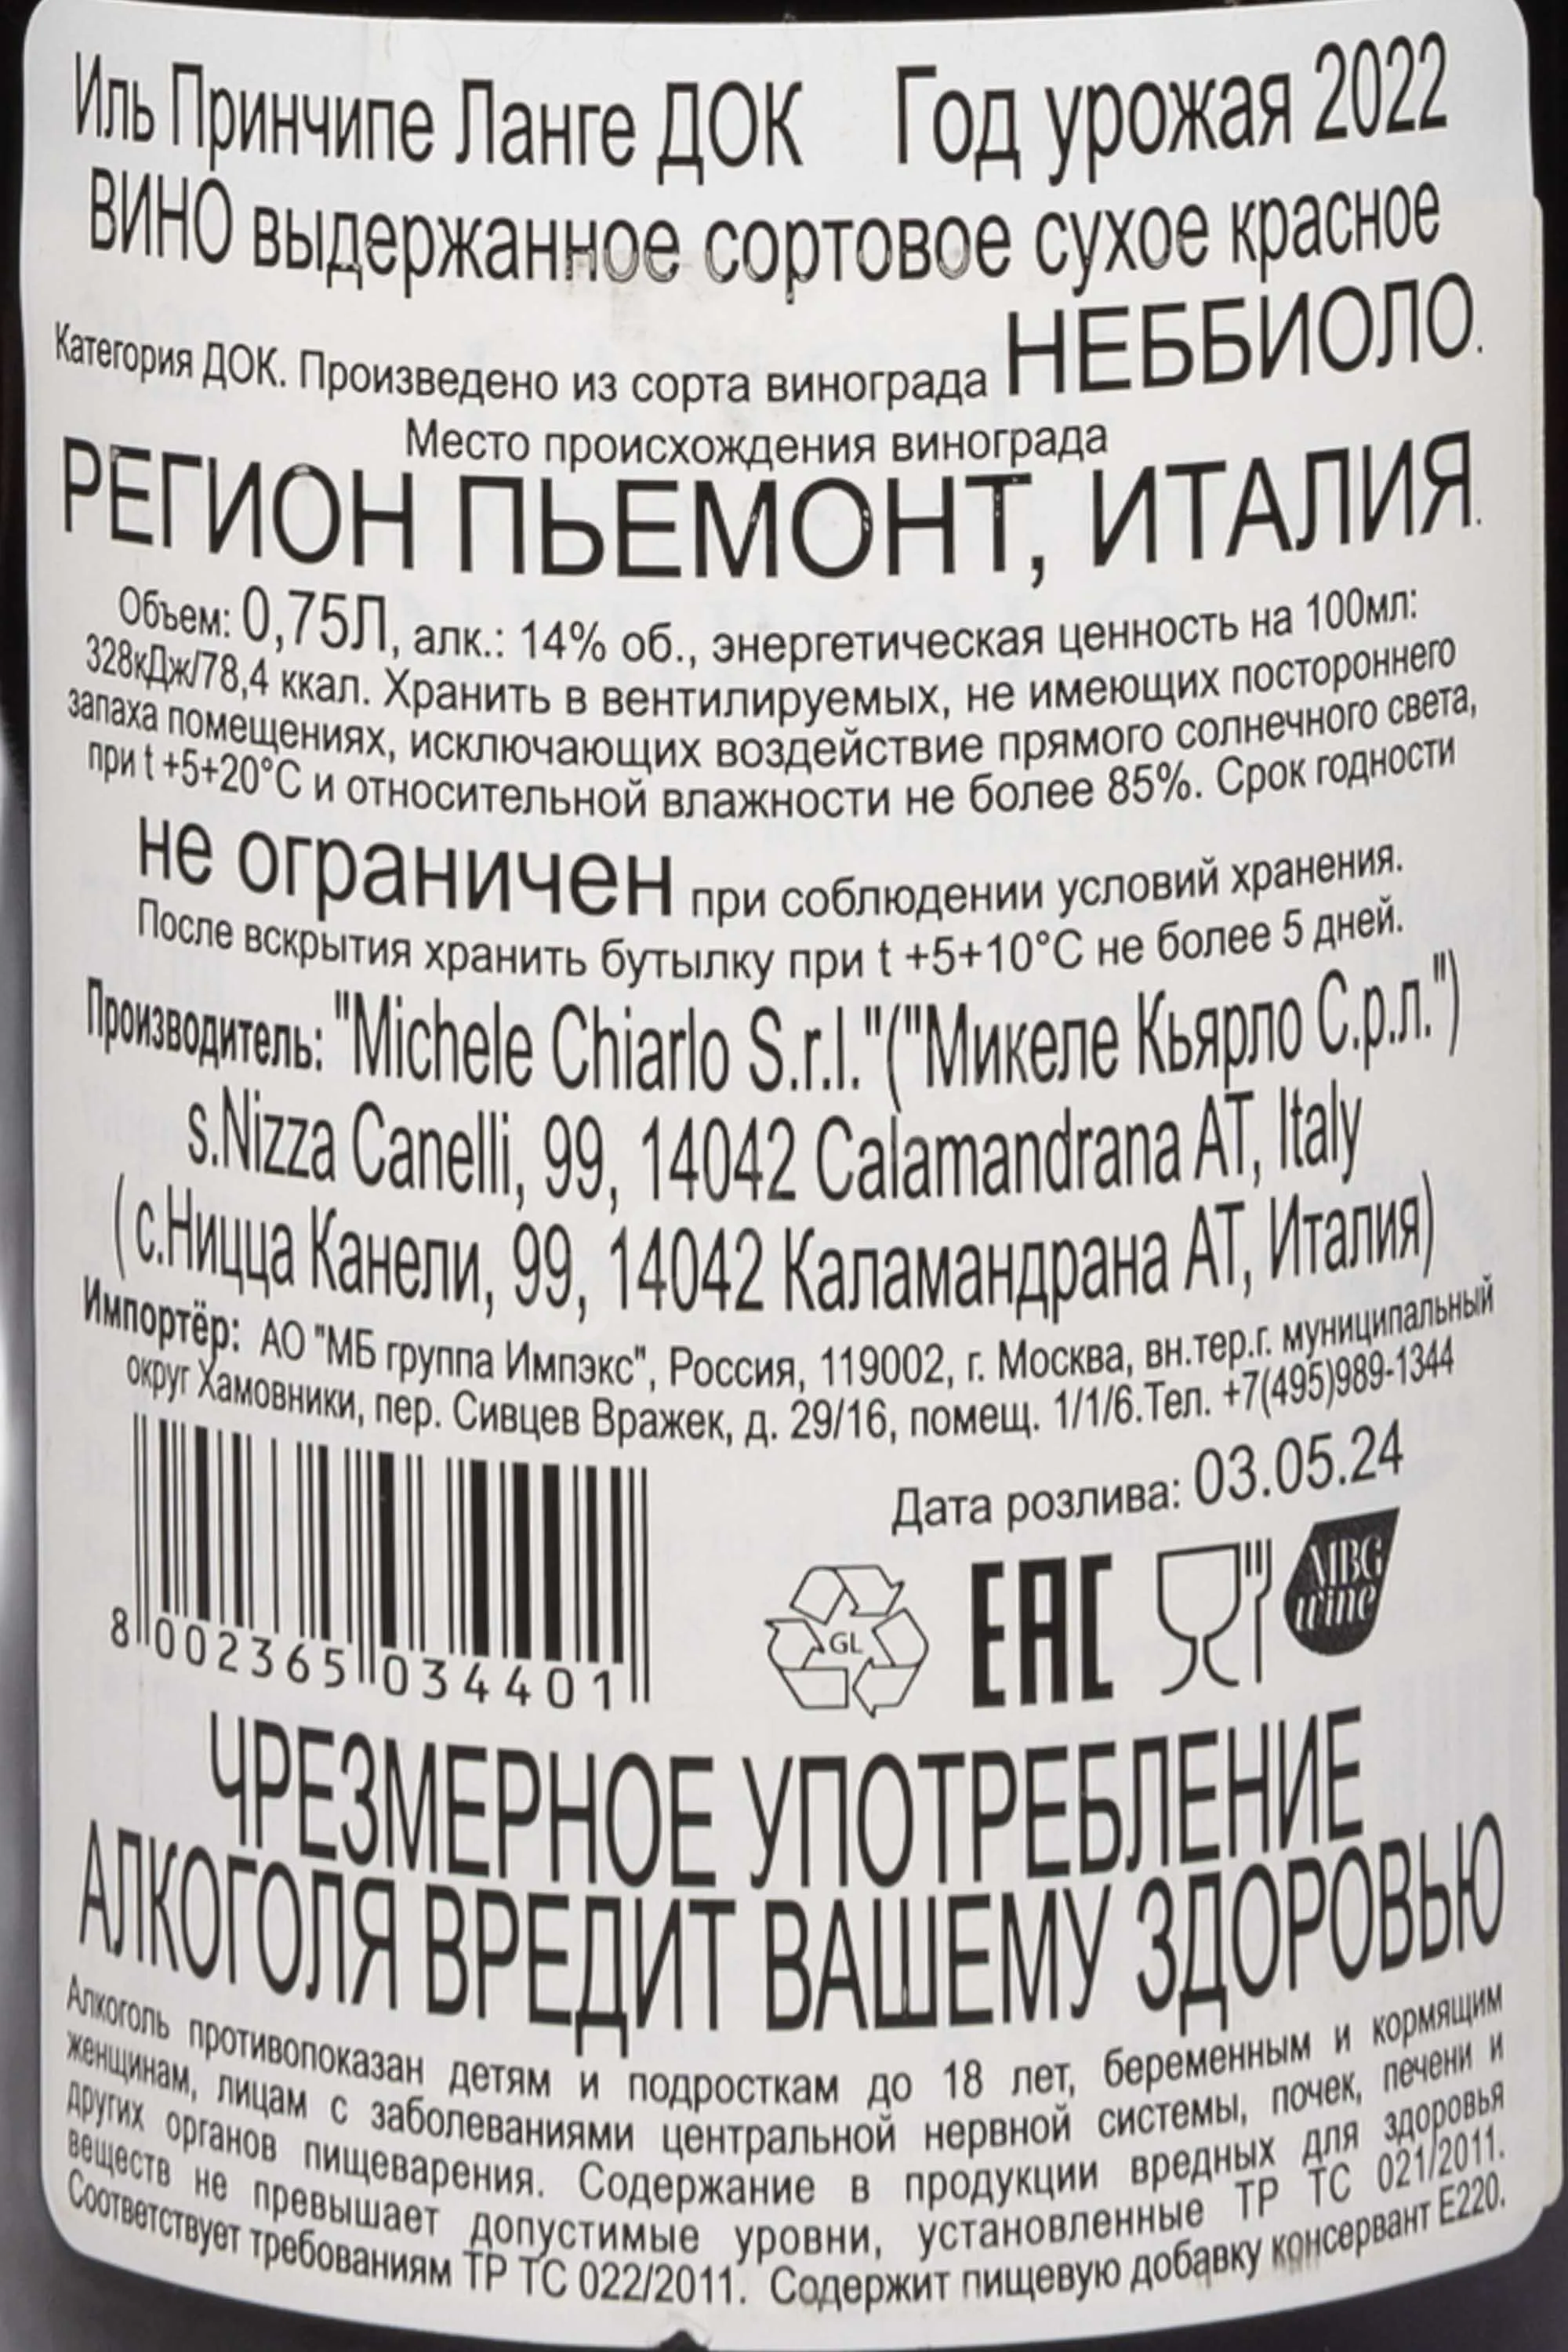 Иль Принчипе Ланге ДОК Год урожая 2022
ВИНО выдержанное сортовое сухое красное
Категория ДОК. Произведено из сорта винограда НЕББИОЛО.
Место происхождения винограда
РЕГИОН ПЬЕМОНТ, ИТАЛИЯ.
Объем: 0,75Л, алк.: 14% об., энергетическая ценность на 100мл:
328кДж/78,4 ккал. Хранить в вентилируемых, не имеющих постороннего
запаха помещениях, исключающих воздействие прямого солнечного света,
при t +5+20°C и относительной влажности не более 85%. Срок годности
не ограничен при соблюдении условий хранения.
После вскрытия хранить бутылку при t +5+10°C не более 5 дней.
Производитель: "Michele Chiarlo S.r.l."("Микеле Кьярло С.р.л.")
s.Nizza Canelli, 99, 14042 Calamandrana AT, Italy
(с.Ницца Канели, 99, 14042 Каламандрана АТ, Италия)
Импортёр: АО "МБ группа Импэкс", Россия, 119002, г. Москва, вн.тер.г. муниципальный
округ Хамовники, пер. Сивцев Вражек, д. 29/16, помещ. 1/1/6.Тел. +7(495)989-1344
Дата розлива: 03.05.24
GL EAC MBG
wine
8 002365 034401
ЧРЕЗМЕРНОЕ УПОТРЕБЛЕНИЕ
АЛКОГОЛЯ ВРЕДИТ ВАШЕМУ ЗДОРОВЬЮ
Алкоголь противопоказан детям и подросткам до 18 лет, беременным и кормящим
женщинам, лицам с заболеваниями центральной нервной системы, почек, печени и
других органов пищеварения. Содержание в продукции вредных для здоровья
веществ не превышает допустимые уровни, установленные ТР ТС 021/2011.
Соответствует требованиям ТР ТС 022/2011. Содержит пищевую добавку консервант Е220.